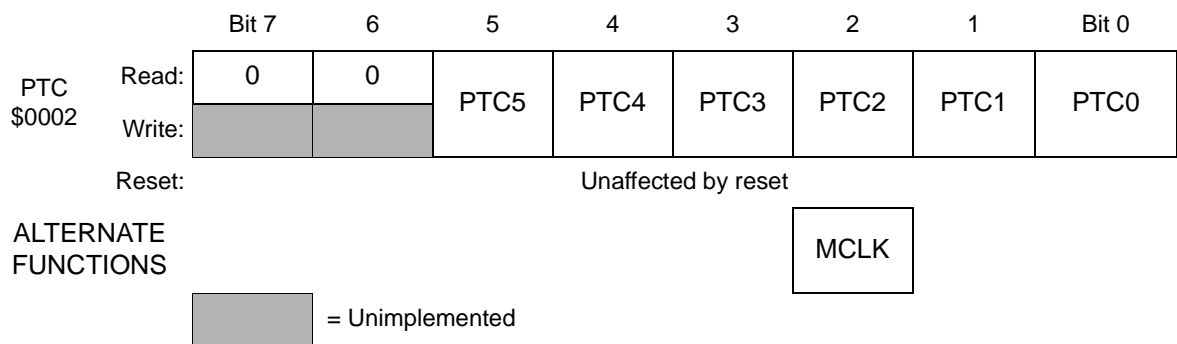 Bit 7 6 5 4 3 2 1 Bit 0
PTC
$0002
Read: 0 0 PTC5 PTC4 PTC3 PTC2 PTC1 PTC0
Write:
Reset: Unaffected by reset
ALTERNATE
FUNCTIONS
MCLK
= Unimplemented